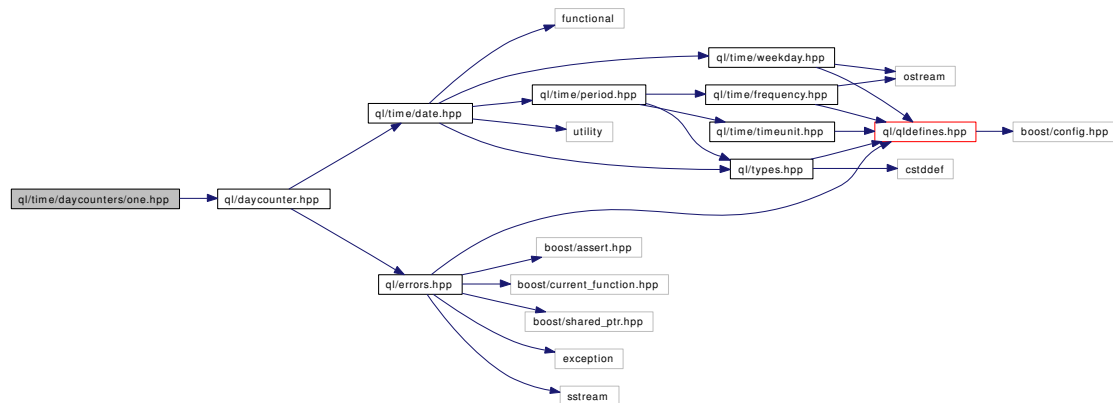 functional
ql/time/weekday.hpp
ostream
ql/time/period.hpp
ql/time/frequency.hpp
ql/time/date.hpp
utility
ql/time/timeunit.hpp
ql/qldefines.hpp
boost/config.hpp
ql/types.hpp
cstddef
ql/time/daycounters/one.hpp
ql/daycounter.hpp
boost/assert.hpp
ql/errors.hpp
boost/current_function.hpp
boost/shared_ptr.hpp
exception
sstream